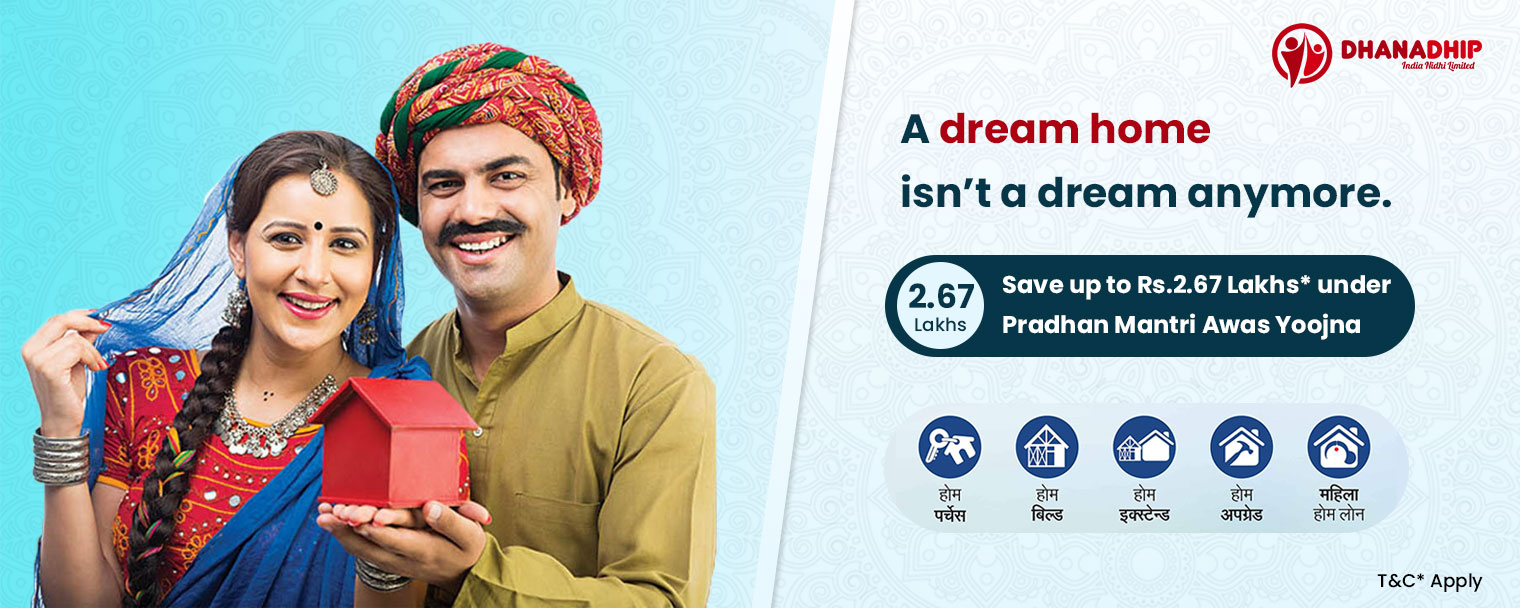 DHANADHIP
India Nidhi Limited
A dream home
isn't a dream anymore.
2.67
Lakhs
Save up to Rs.2.67 Lakhs* under
Pradhan Mantri Awas Yoojna
होम
पर्चेस
होम
बिल्ड
होम
इक्स्टेन्ड
होम
अपग्रेड
महिला
होम लोन
T&C* Apply